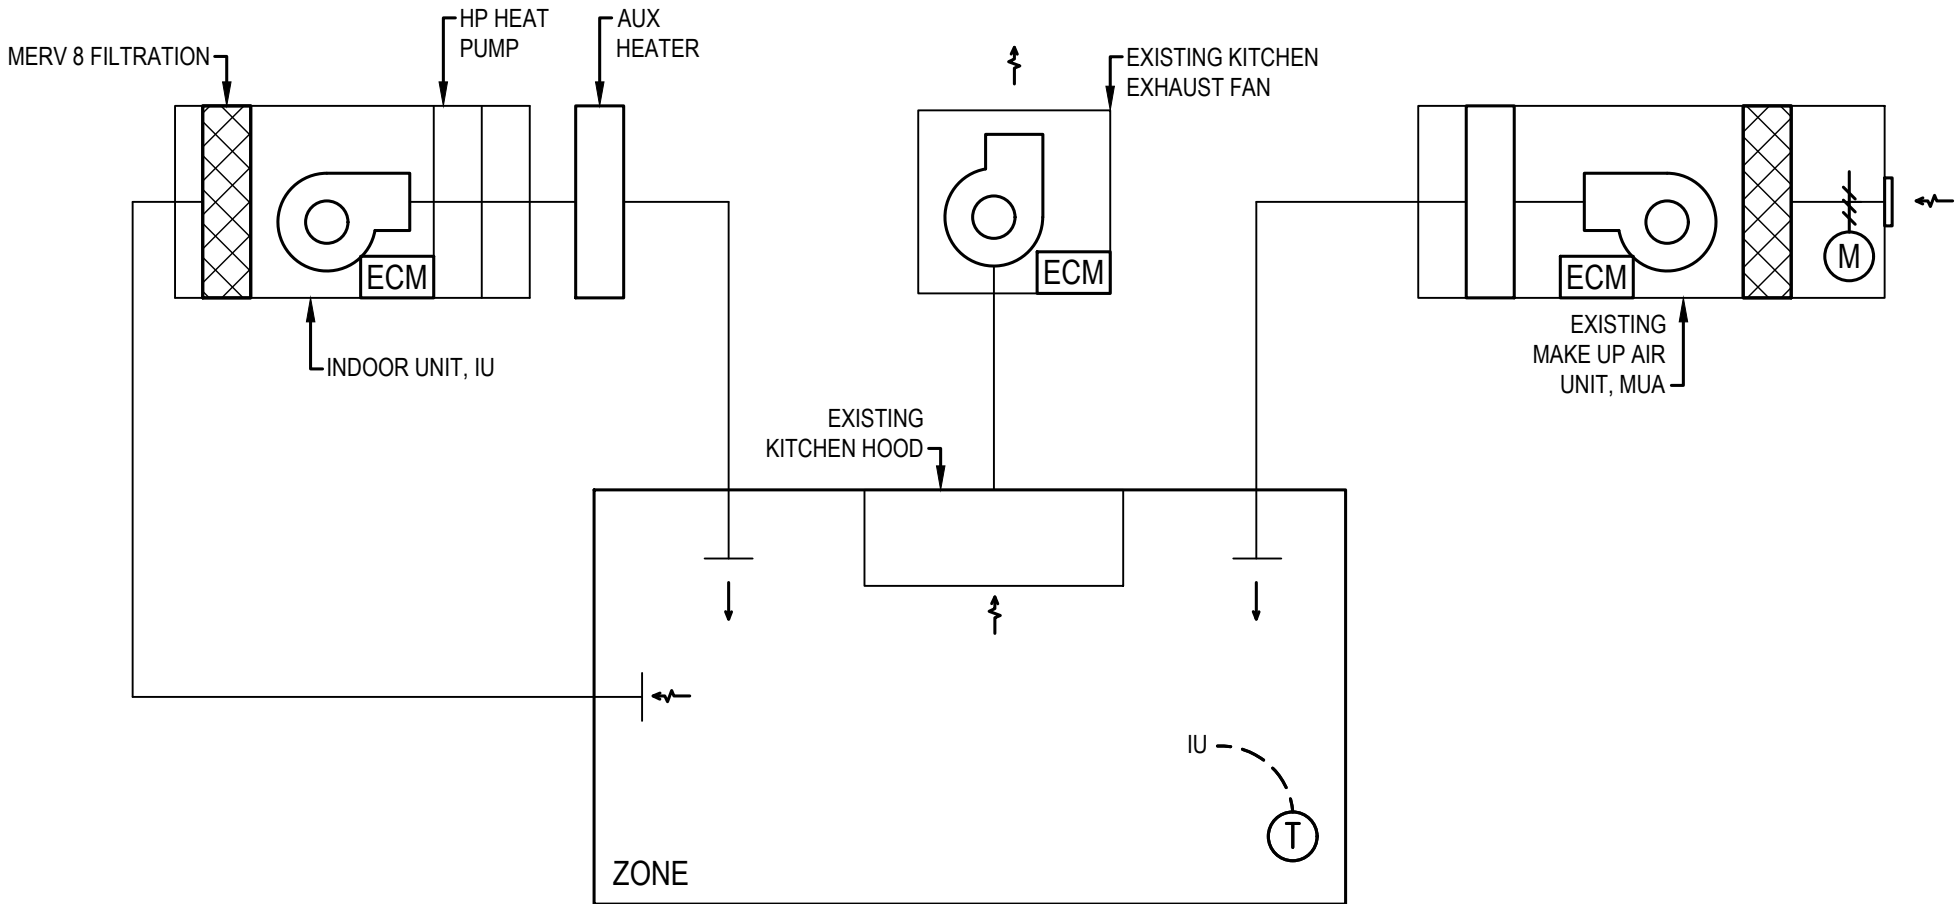 HP HEAT
PUMP
AUX
HEATER
MERV 8 FILTRATION
EXISTING KITCHEN
EXHAUST FAN
ECM
ECM
ECM
M
INDOOR UNIT, IU
EXISTING
MAKE UP AIR
UNIT, MUA
EXISTING
KITCHEN HOOD
IU
T
ZONE